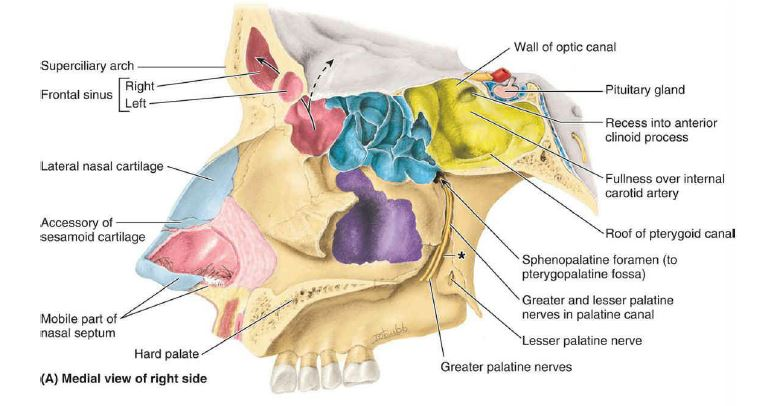 Superciliary arch
Frontal sinus
Right
Left
Lateral nasal cartilage
Accessory of
sesamoid cartilage
Mobile part of
nasal septum
Hard palate
(A) Medial view of right side
Wall of optic canal
Pituitary gland
Recess into anterior
clinoid process
Fullness over internal
carotid artery
Roof of pterygoid canal
Sphenopalatine foramen (to
pterygopalatine fossa)
*
Greater and lesser palatine
nerves in palatine canal
Lesser palatine nerve
Greater palatine nerves